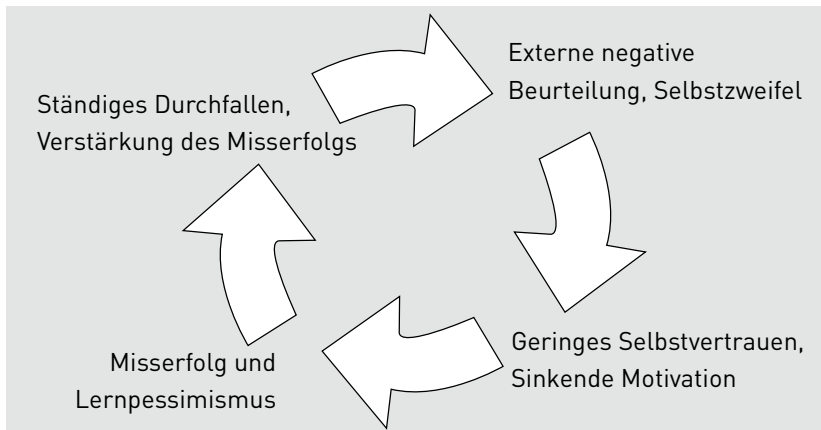 Externe negative
Beurteilung, Selbstzweifel
Geringes Selbstvertrauen,
Sinkende Motivation
Misserfolg und
Lernpessimismus
Ständiges Durchfallen,
Verstärkung des Misserfolgs